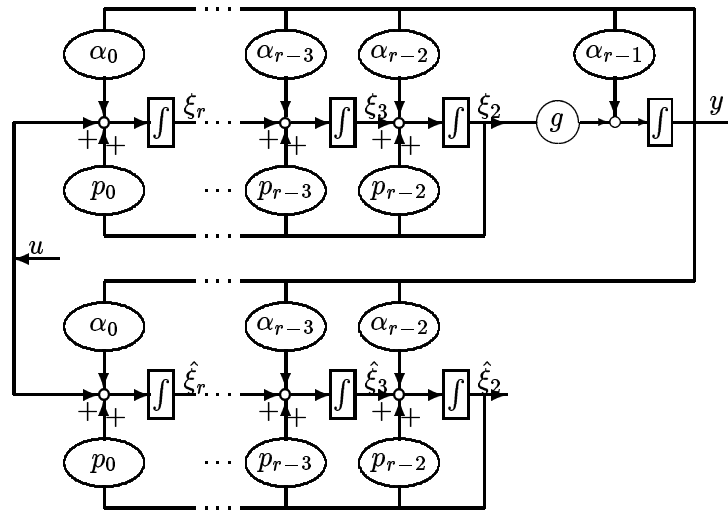 · · · ·
α₀ αᵣ₋₃ αᵣ₋₂ αᵣ₋₁
∫ ξᵣ · · · · ∫ ξ₃ ∫ ξ₂ g ∫ y
+ + + + + +
p₀ · · · pᵣ₋₃ pᵣ₋₂
· · · ·
u
· · · ·
α₀ αᵣ₋₃ αᵣ₋₂
∫ ξ̂ᵣ · · · · ∫ ξ̂₃ ∫ ξ̂₂
+ + + + + +
p₀ · · · pᵣ₋₃ pᵣ₋₂
· · · ·